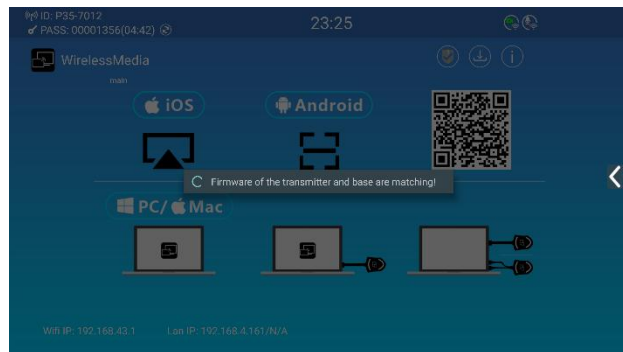 ID: P35-7012
PASS: 00001356(04:42)
23:25
WirelessMedia
main
iOS
Android
Firmware of the transmitter and base are matching!
PC/ Mac
Wifi IP: 192.168.43.1 Lan IP: 192.168.4.161/N/A